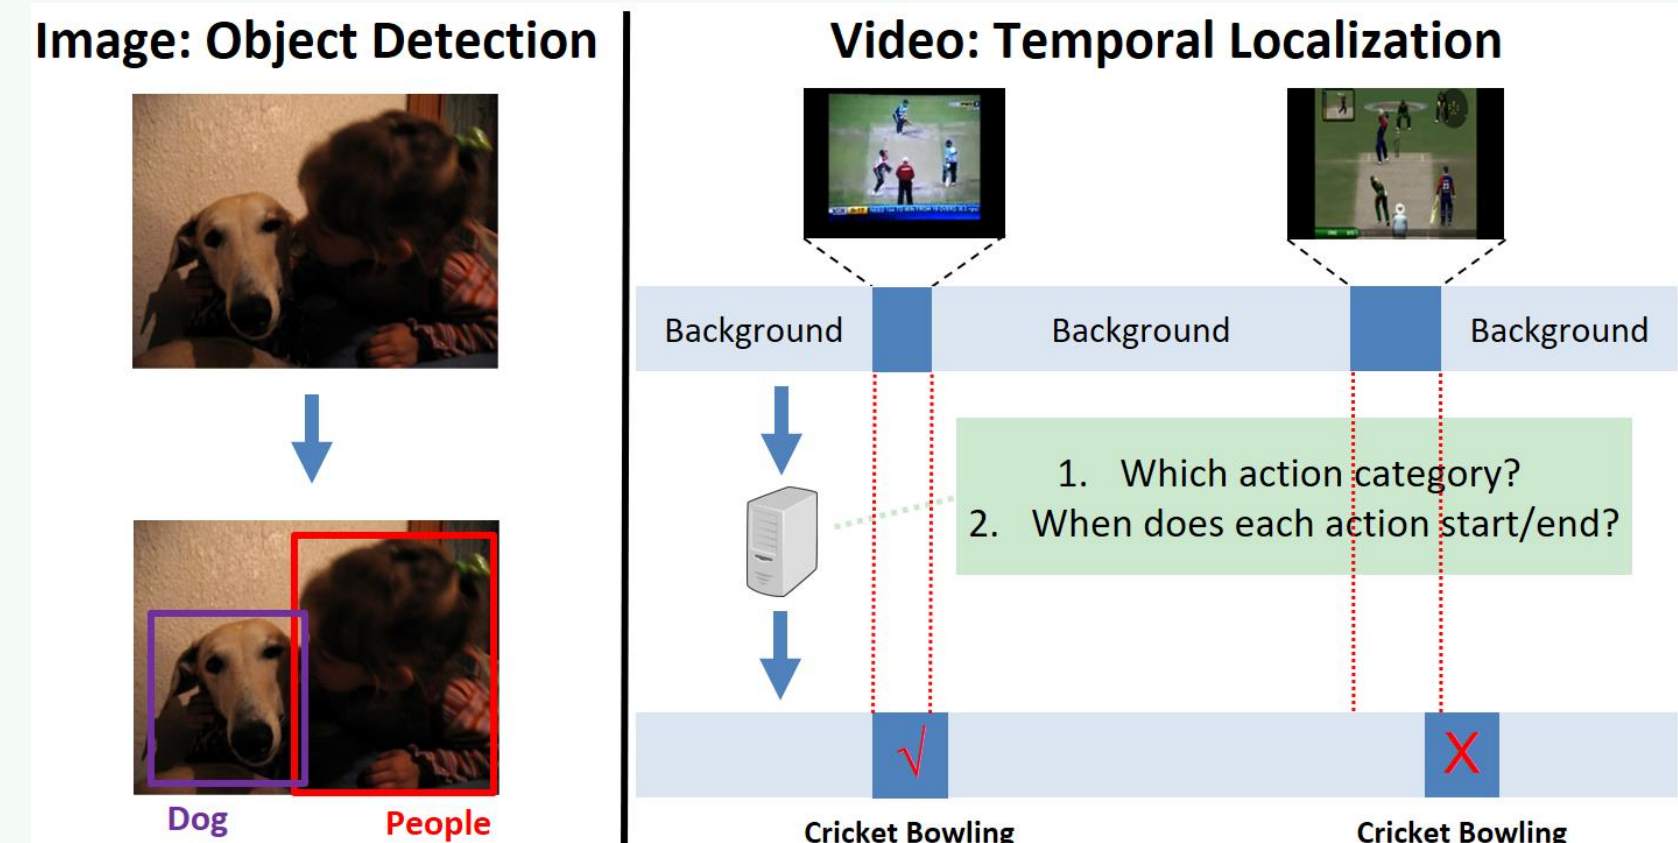 Image: Object Detection
Dog
People
Video: Temporal Localization
Background
Background
Background
1. Which action category?
2. When does each action start/end?
√
X
Cricket Bowling
Cricket Bowling